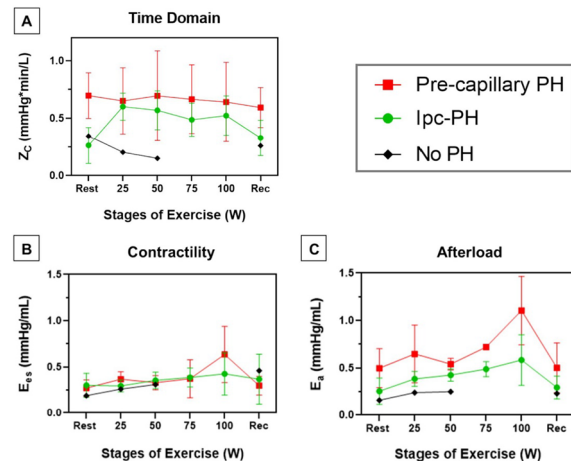 A
Time Domain
Z_C (mmHg*min/L)
1.0
0.5
0.0
Rest 25 50 75 100 Rec
Stages of Exercise (W)
Pre-capillary PH
Ipc-PH
No PH
B
Contractility
E_es (mmHg/mL)
1.5
1.0
0.5
0.0
Rest 25 50 75 100 Rec
Stages of Exercise (W)
C
Afterload
E_a (mmHg/mL)
1.5
1.0
0.5
0.0
Rest 25 50 75 100 Rec
Stages of Exercise (W)